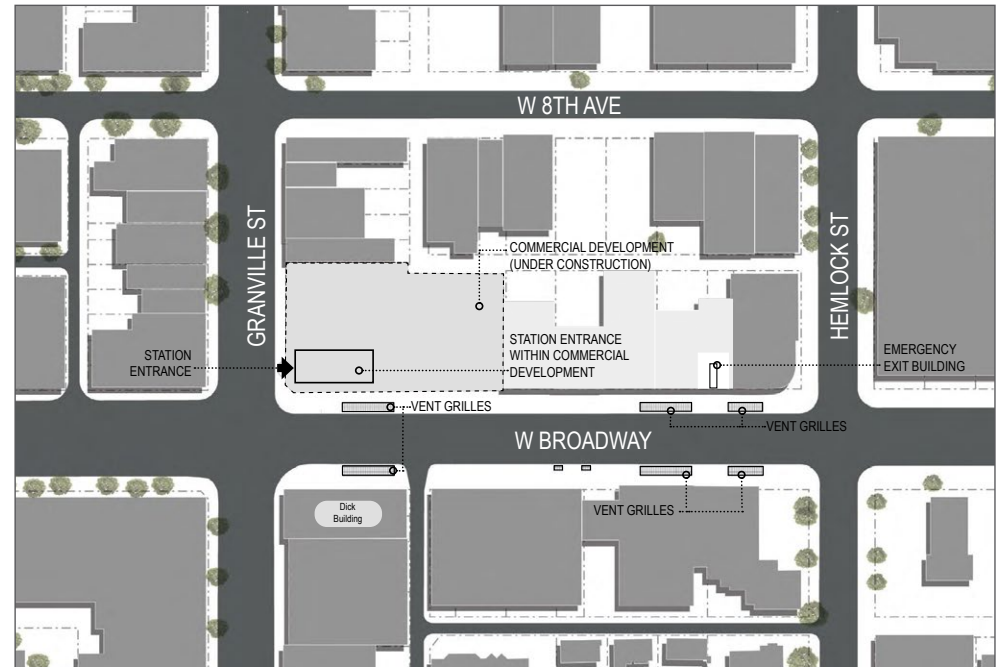 W 8TH AVE
GRANVILLE ST
HEMLOCK ST
COMMERCIAL DEVELOPMENT
(UNDER CONSTRUCTION)
STATION
ENTRANCE
STATION ENTRANCE
WITHIN COMMERCIAL
DEVELOPMENT
EMERGENCY
EXIT BUILDING
VENT GRILLES
VENT GRILLES
W BROADWAY
VENT GRILLES
Dick
Building